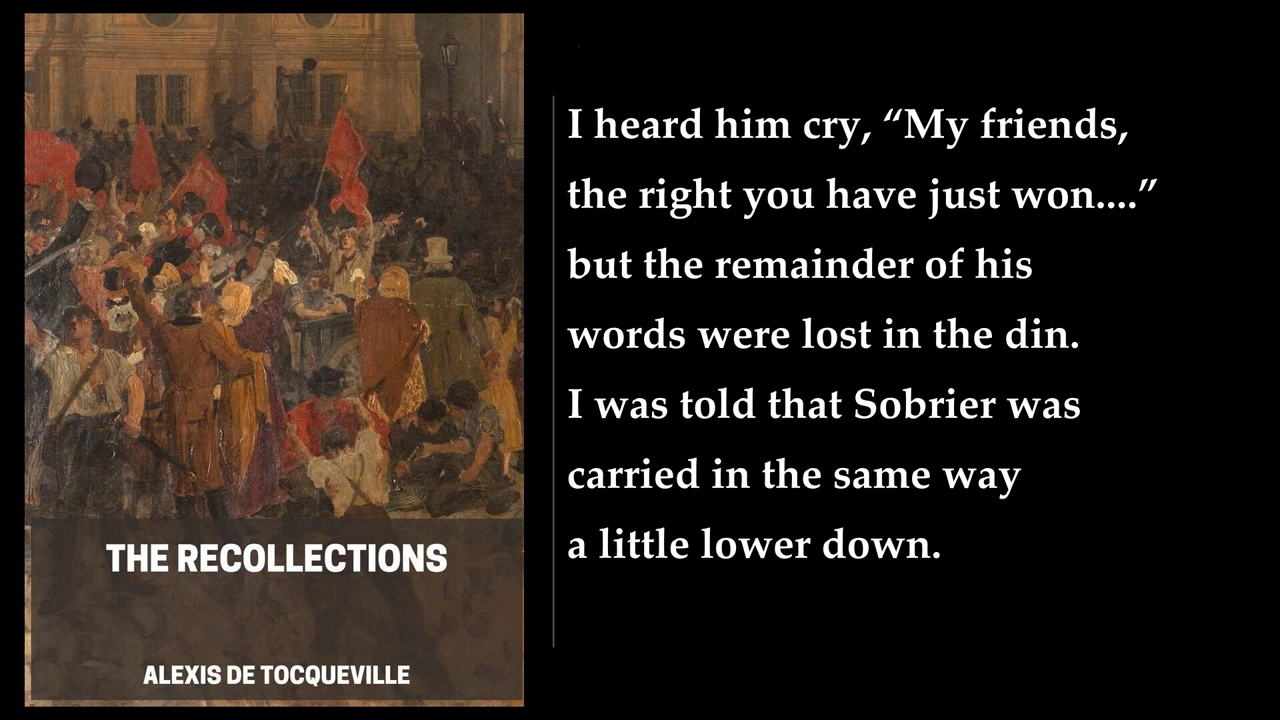 THE RECOLLECTIONS
ALEXIS DE TOCQUEVILLE
I heard him cry, “My friends,
the right you have just won....”
but the remainder of his
words were lost in the din.
I was told that Sobrier was
carried in the same way
a little lower down.